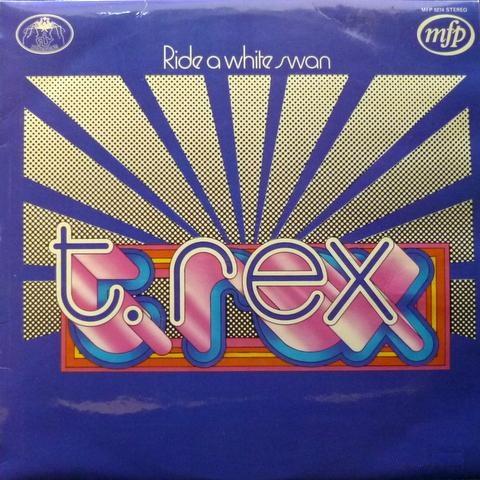 MFP 5274 STEREO
mfp
Ride a white swan
t.rex